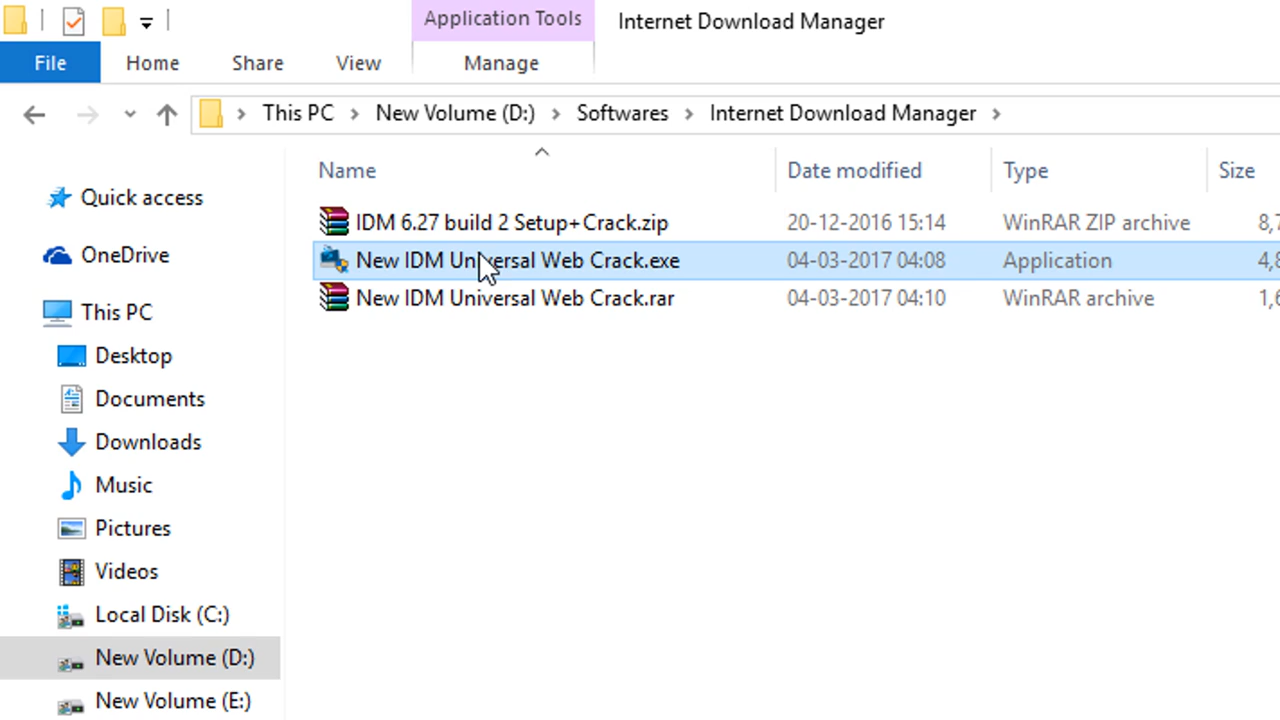 Application Tools
Internet Download Manager
File
Home
Share
View
Manage
This PC > New Volume (D:) > Softwares > Internet Download Manager >
Name
Date modified
Type
Size
Quick access
OneDrive
This PC
Desktop
Documents
Downloads
Music
Pictures
Videos
Local Disk (C:)
New Volume (D:)
New Volume (E:)
IDM 6.27 build 2 Setup+Crack.zip 20-12-2016 15:14 WinRAR ZIP archive
New IDM Universal Web Crack.exe 04-03-2017 04:08 Application
New IDM Universal Web Crack.rar 04-03-2017 04:10 WinRAR archive